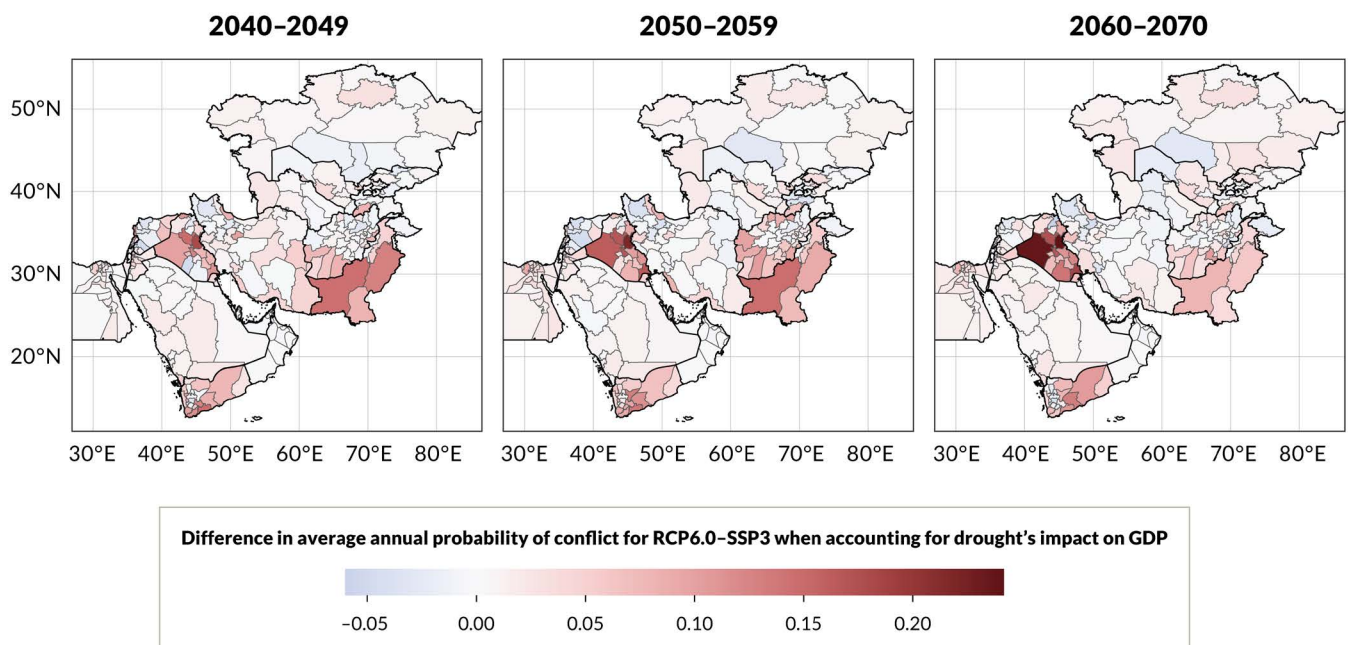 2040–2049
2050–2059
2060–2070
50°N
40°N
30°N
20°N
30°E 40°E 50°E 60°E 70°E 80°E
30°E 40°E 50°E 60°E 70°E 80°E
30°E 40°E 50°E 60°E 70°E 80°E
Difference in average annual probability of conflict for RCP6.0–SSP3 when accounting for drought’s impact on GDP
–0.05 0.00 0.05 0.10 0.15 0.20